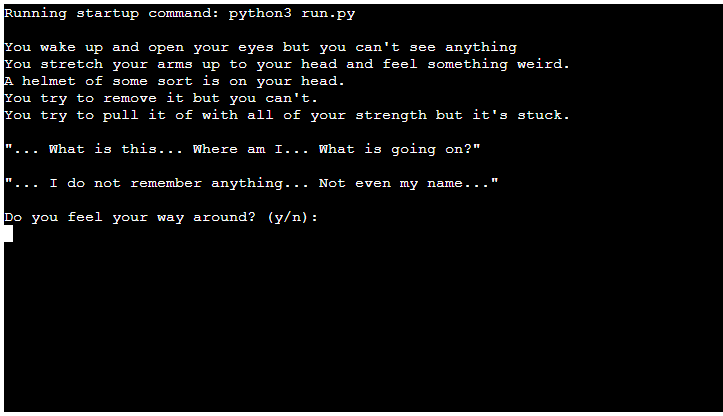 Running startup command: python3 run.py
You wake up and open your eyes but you can't see anything
You stretch your arms up to your head and feel something weird.
A helmet of some sort is on your head.
You try to remove it but you can't.
You try to pull it of with all of your strength but it's stuck.
"... What is this... Where am I... What is going on?"
"... I do not remember anything... Not even my name..."
Do you feel your way around? (y/n):